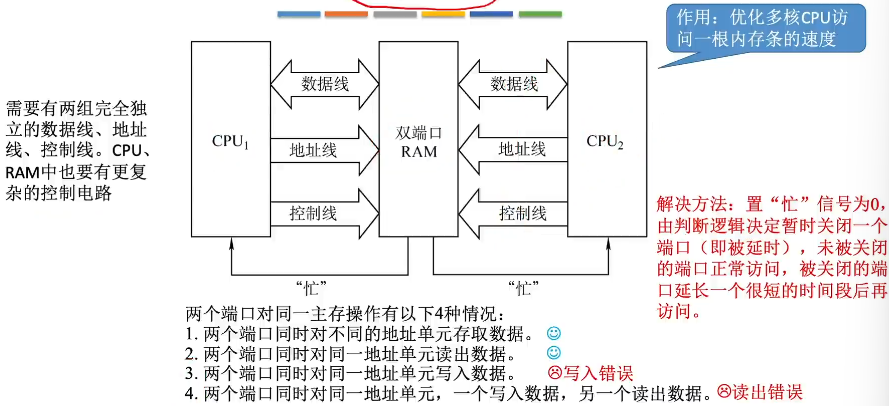 作用：优化多核CPU访
问一根内存条的速度
需要有两组完全独
立的数据线、地址
线、控制线。CPU、
RAM中也要有更复
杂的控制电路
CPU₁
数据线
地址线
控制线
双端口
RAM
数据线
地址线
控制线
CPU₂
“忙”
“忙”
解决方法：置“忙”信号为0，
由判断逻辑决定暂时关闭一个
端口（即被延时），未被关闭
的端口正常访问，被关闭的端
口延长一个很短的时间段后再
访问。
两个端口对同一主存操作有以下4种情况：
1. 两个端口同时对不同的地址单元存取数据。
2. 两个端口同时对同一地址单元读出数据。
3. 两个端口同时对同一地址单元写入数据。 写入错误
4. 两个端口同时对同一地址单元，一个写入数据，另一个读出数据。读出错误